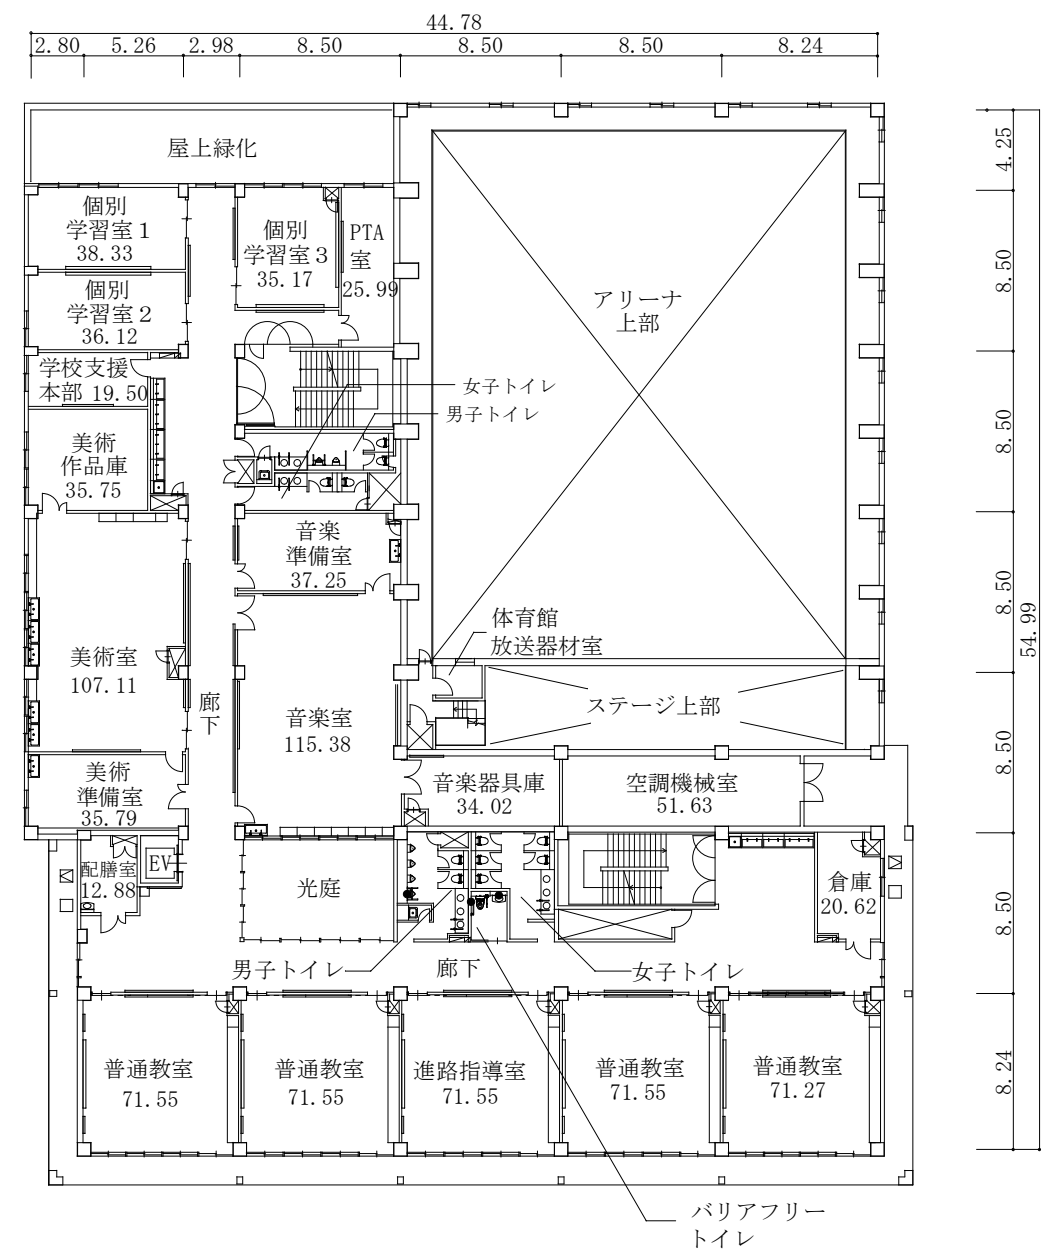 44.78
2.80 5.26 2.98 8.50 8.50 8.50 8.24
屋上緑化
4.25
個別
学習室1
38.33
個別
学習室3
35.17
PTA
室
25.99
8.50
個別
学習室2
36.12
アリーナ
上部
学校支援
本部 19.50
女子トイレ
男子トイレ
8.50
美術
作品庫
35.75
音楽
準備室
37.25
8.50
54.99
体育館
放送器材室
美術室
107.11
廊
下
音楽室
115.38
ステージ上部
8.50
美術
準備室
35.79
音楽器具庫
34.02
空調機械室
51.63
配膳室
12.88
EV
光庭
倉庫
20.62
8.50
男子トイレ
廊下
女子トイレ
普通教室
71.55
普通教室
71.55
進路指導室
71.55
普通教室
71.55
普通教室
71.27
8.24
バリアフリー
トイレ